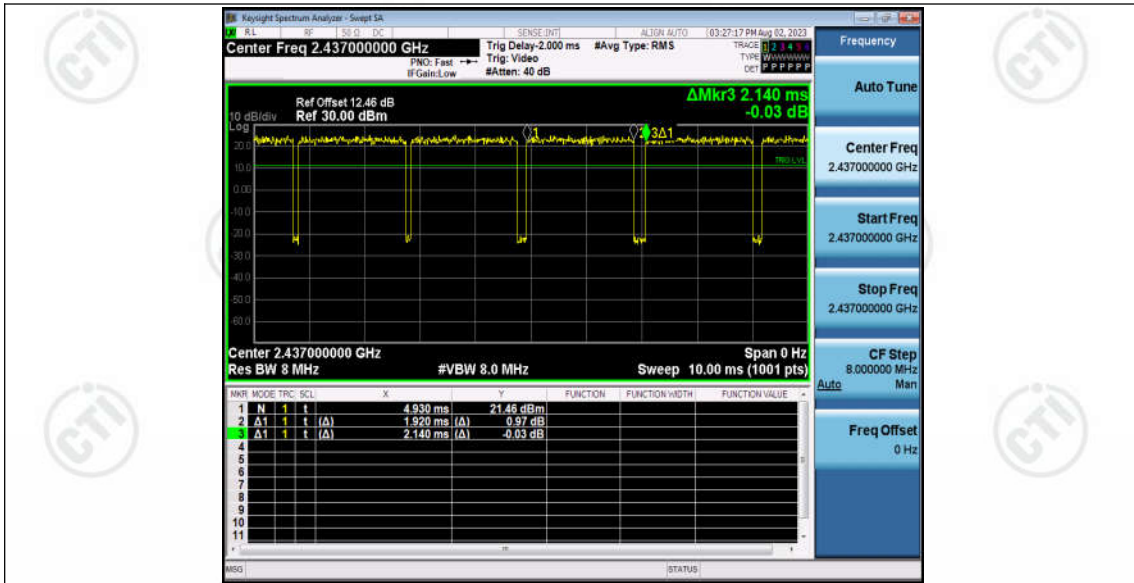 Keysight Spectrum Analyzer - Swept SA
RL RF 50 Ω DC SENSE:INT ALIGN AUTO 03:27:17 PM Aug 02, 2023
Center Freq 2.437000000 GHz Trig Delay-2.000 ms #Avg Type: RMS TRACE 1 2 3 4 5 6
PNO: Fast Trig: Video TYPE
IFGain:Low #Atten: 40 dB DET P P P P P P
Frequency
Auto Tune
ΔMkr3 2.140 ms
-0.03 dB
Ref Offset 12.46 dB
10 dB/div Ref 30.00 dBm
Log
1 3Δ1
20.0
TRIG LVL
10.0
0.00
-10.0
-20.0
-30.0
-40.0
-50.0
-60.0
Center Freq
2.437000000 GHz
Start Freq
2.437000000 GHz
Stop Freq
2.437000000 GHz
Center 2.437000000 GHz Span 0 Hz
Res BW 8 MHz #VBW 8.0 MHz Sweep 10.00 ms (1001 pts)
CF Step
8.000000 MHz
Auto Man
Freq Offset
0 Hz
MKR MODE TRC SCL X Y FUNCTION FUNCTION WIDTH FUNCTION VALUE
1 N 1 t 4.930 ms 21.46 dBm
2 Δ1 1 t (Δ) 1.920 ms (Δ) 0.97 dB
3 Δ1 1 t (Δ) 2.140 ms (Δ) -0.03 dB
4
5
6
7
8
9
10
11
MSG STATUS
CTI
CTI
CTI
CTI